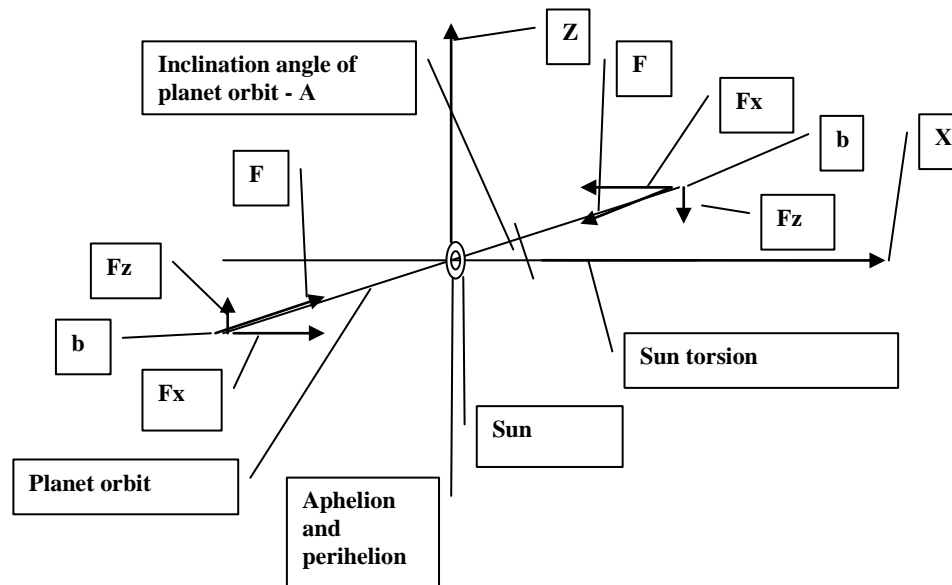 Z
Inclination angle of
planet orbit - A
F
Fx
X
b
F
Fz
Fz
b
Sun torsion
Fx
Sun
Planet orbit
Aphelion
and
perihelion